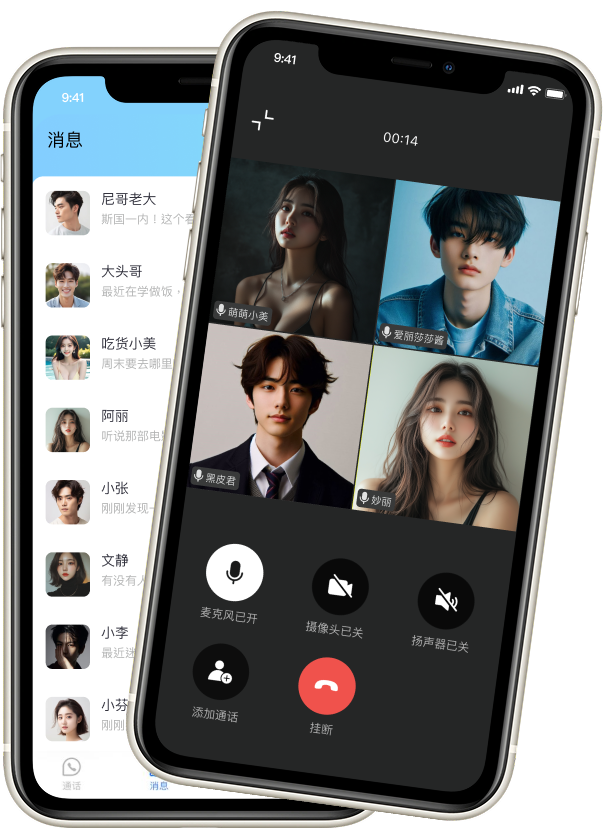 9:41
消息
尼哥老大
斯国一内！这个看
大头哥
最近在学做饭，
吃货小美
周末要去哪里
阿丽
听说那部电影
小张
刚刚发现一
文静
有没有人
小李
最近迷
小芬
刚刚
通话
消息
9:41
00:14
萌萌小美
爱丽莎莎酱
黑皮君
妙丽
麦克风已开
摄像头已关
扬声器已关
添加通话
挂断